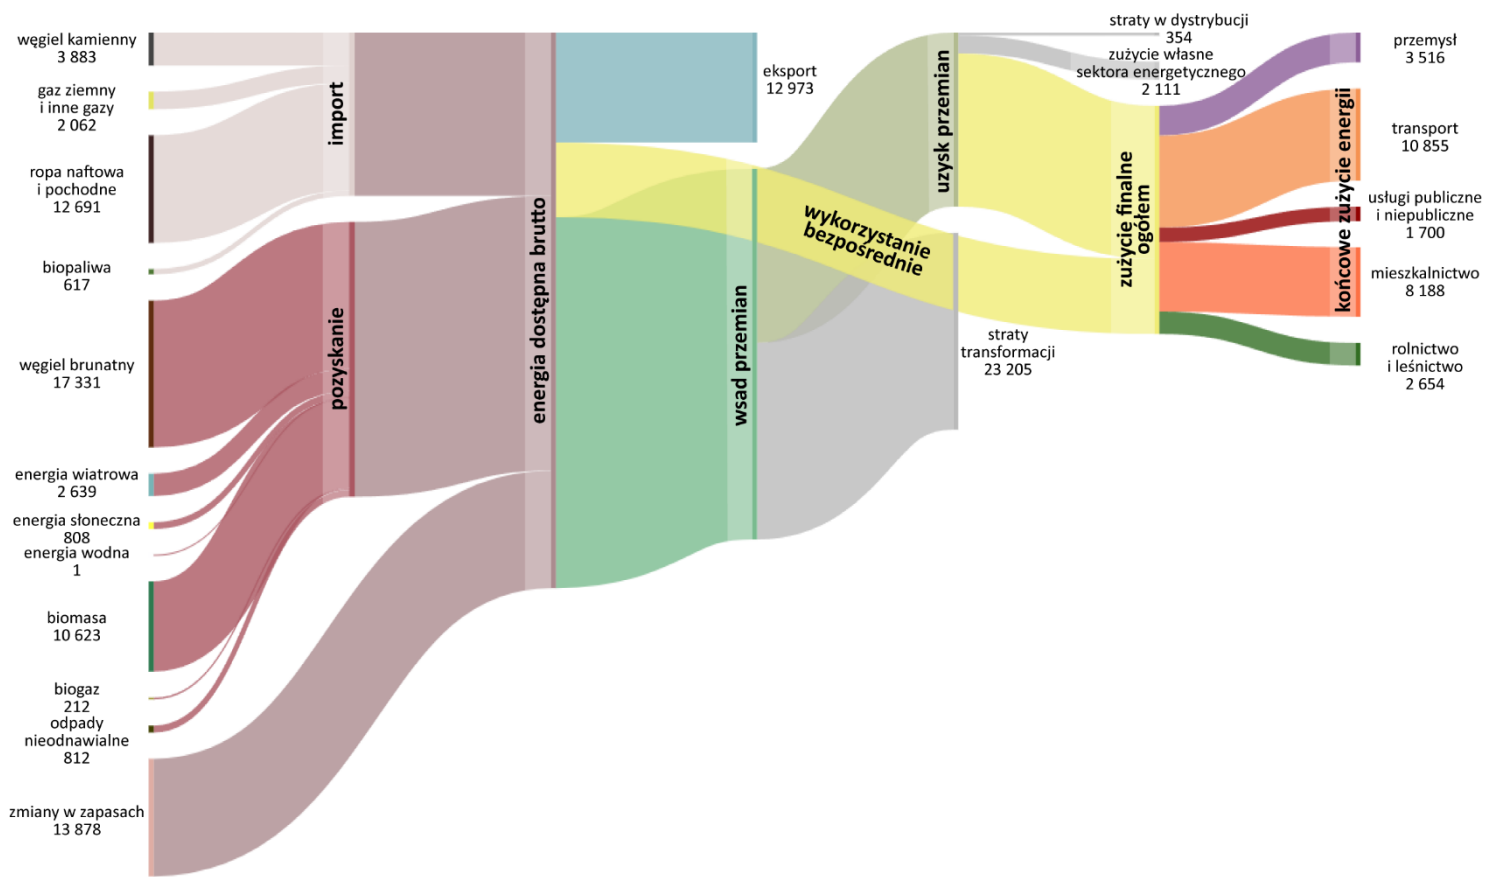 węgiel kamienny
3 883
gaz ziemny
i inne gazy
2 062
ropa naftowa
i pochodne
12 691
biopaliwa
617
węgiel brunatny
17 331
energia wiatrowa
2 639
energia słoneczna
808
energia wodna
1
biomasa
10 623
biogaz
212
odpady
nieodnawialne
812
zmiany w zapasach
13 878
import
pozyskanie
energia dostępna brutto
eksport
12 973
wsad przemian
wykorzystanie
bezpośrednie
uzysk przemian
straty
transformacji
23 205
straty w dystrybucji
354
zużycie własne
sektora energetycznego
2 111
zużycie finalne
ogółem
końcowe zużycie energii
przemysł
3 516
transport
10 855
usługi publiczne
i niepubliczne
1 700
mieszkalnictwo
8 188
rolnictwo
i leśnictwo
2 654